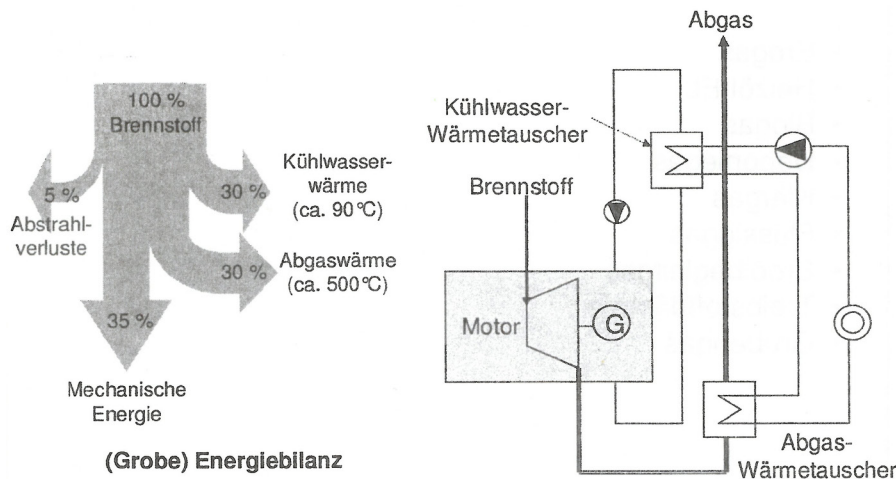 100 %
Brennstoff
5 %
Abstrahl-
verluste
30 %
Kühlwasser-
wärme
(ca. 90°C)
30 %
Abgaswärme
(ca. 500°C)
35 %
Mechanische
Energie
(Grobe) Energiebilanz
Abgas
Kühlwasser-
Wärmetauscher
Brennstoff
Motor
G
Abgas-
Wärmetauscher